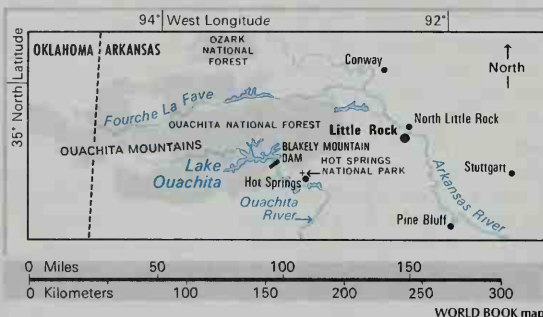 94° West Longitude 92°
35° North Latitude
OKLAHOMA ARKANSAS
OZARK
NATIONAL
FOREST
Conway
North
Fourche La Fave
OUACHITA NATIONAL FOREST
North Little Rock
Little Rock
OUACHITA MOUNTAINS
BLAKELY MOUNTAIN
DAM
Lake
Ouachita
HOT SPRINGS
NATIONAL PARK
Hot Springs
Stuttgart
Ouachita
River
Arkansas River
Pine Bluff
0 Miles 50 100 150
0 Kilometers 100 150 200 250 300
WORLD BOOK map